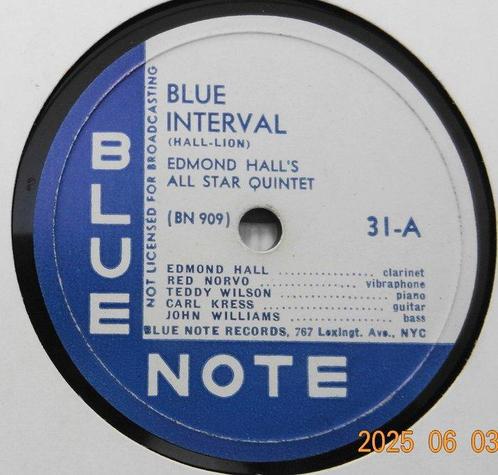 BLUE
INTERVAL
(HALL-LION)
EDMOND HALL'S
ALL STAR QUINTET
(BN 909)
31-A
EDMOND HALL .............. clarinet
RED NORVO .............. vibraphone
TEDDY WILSON .............. piano
CARL KRESS .............. guitar
JOHN WILLIAMS .............. bass
BLUE NOTE RECORDS, 767 Lexingt. Ave., NYC
NOT LICENSED FOR BROADCASTING
BLUE
NOTE
2025 06 03